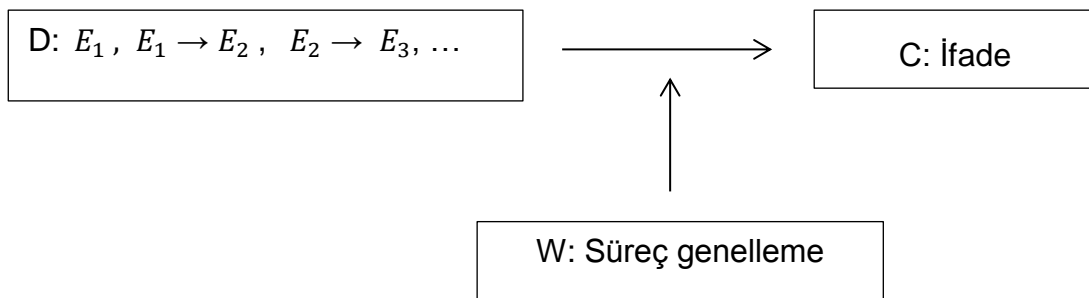 D: E₁ , E₁ → E₂ , E₂ → E₃, …
C: İfade
W: Süreç genelleme